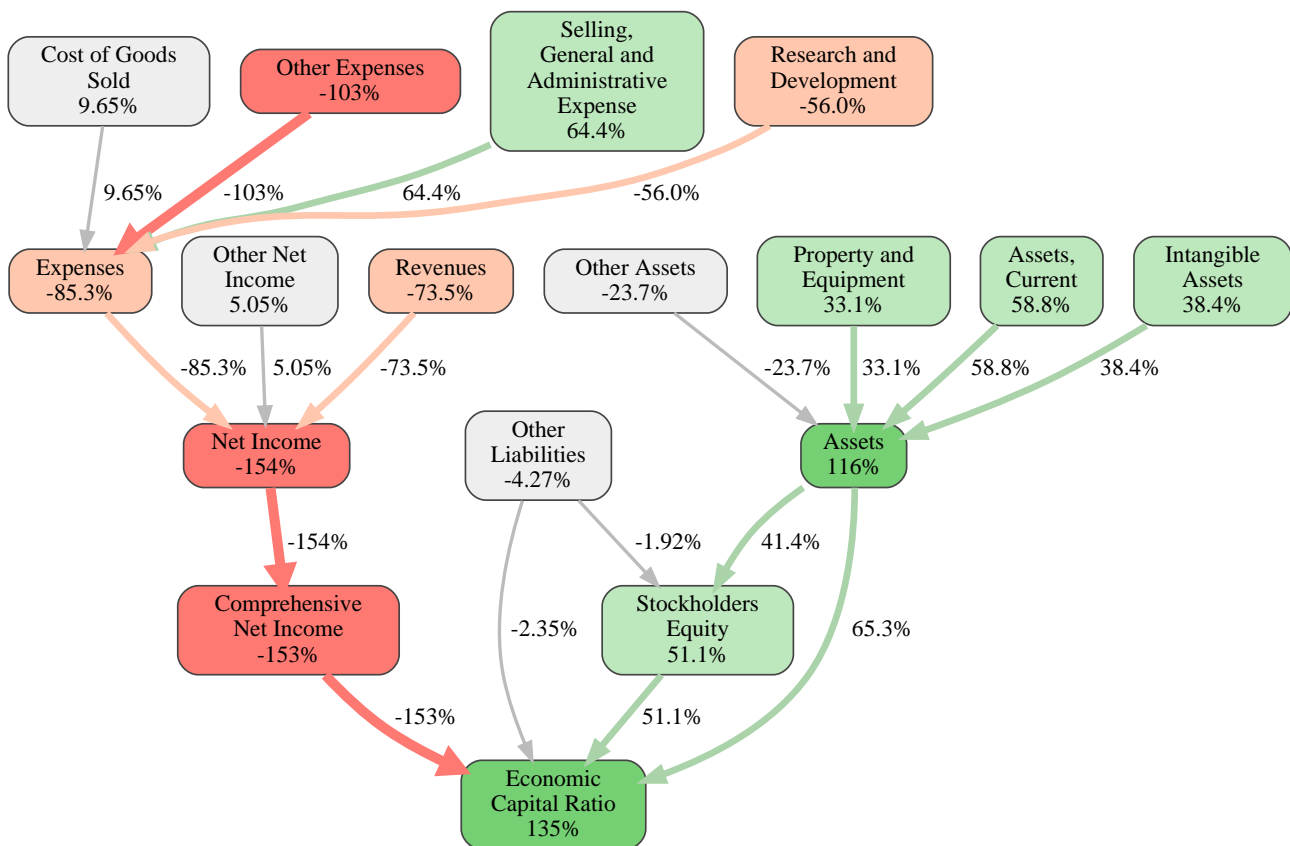 Cost of Goods
Sold
9.65%
Other Expenses
-103%
Selling,
General and
Administrative
Expense
64.4%
Research and
Development
-56.0%
9.65%
-103%
64.4%
-56.0%
Expenses
-85.3%
Other Net
Income
5.05%
Revenues
-73.5%
Other Assets
-23.7%
Property and
Equipment
33.1%
Assets,
Current
58.8%
Intangible
Assets
38.4%
-85.3%
5.05%
-73.5%
-23.7%
33.1%
58.8%
38.4%
Net Income
-154%
Other
Liabilities
-4.27%
Assets
116%
-154%
-1.92%
41.4%
Comprehensive
Net Income
-153%
-2.35%
Stockholders
Equity
51.1%
65.3%
-153%
51.1%
Economic
Capital Ratio
135%